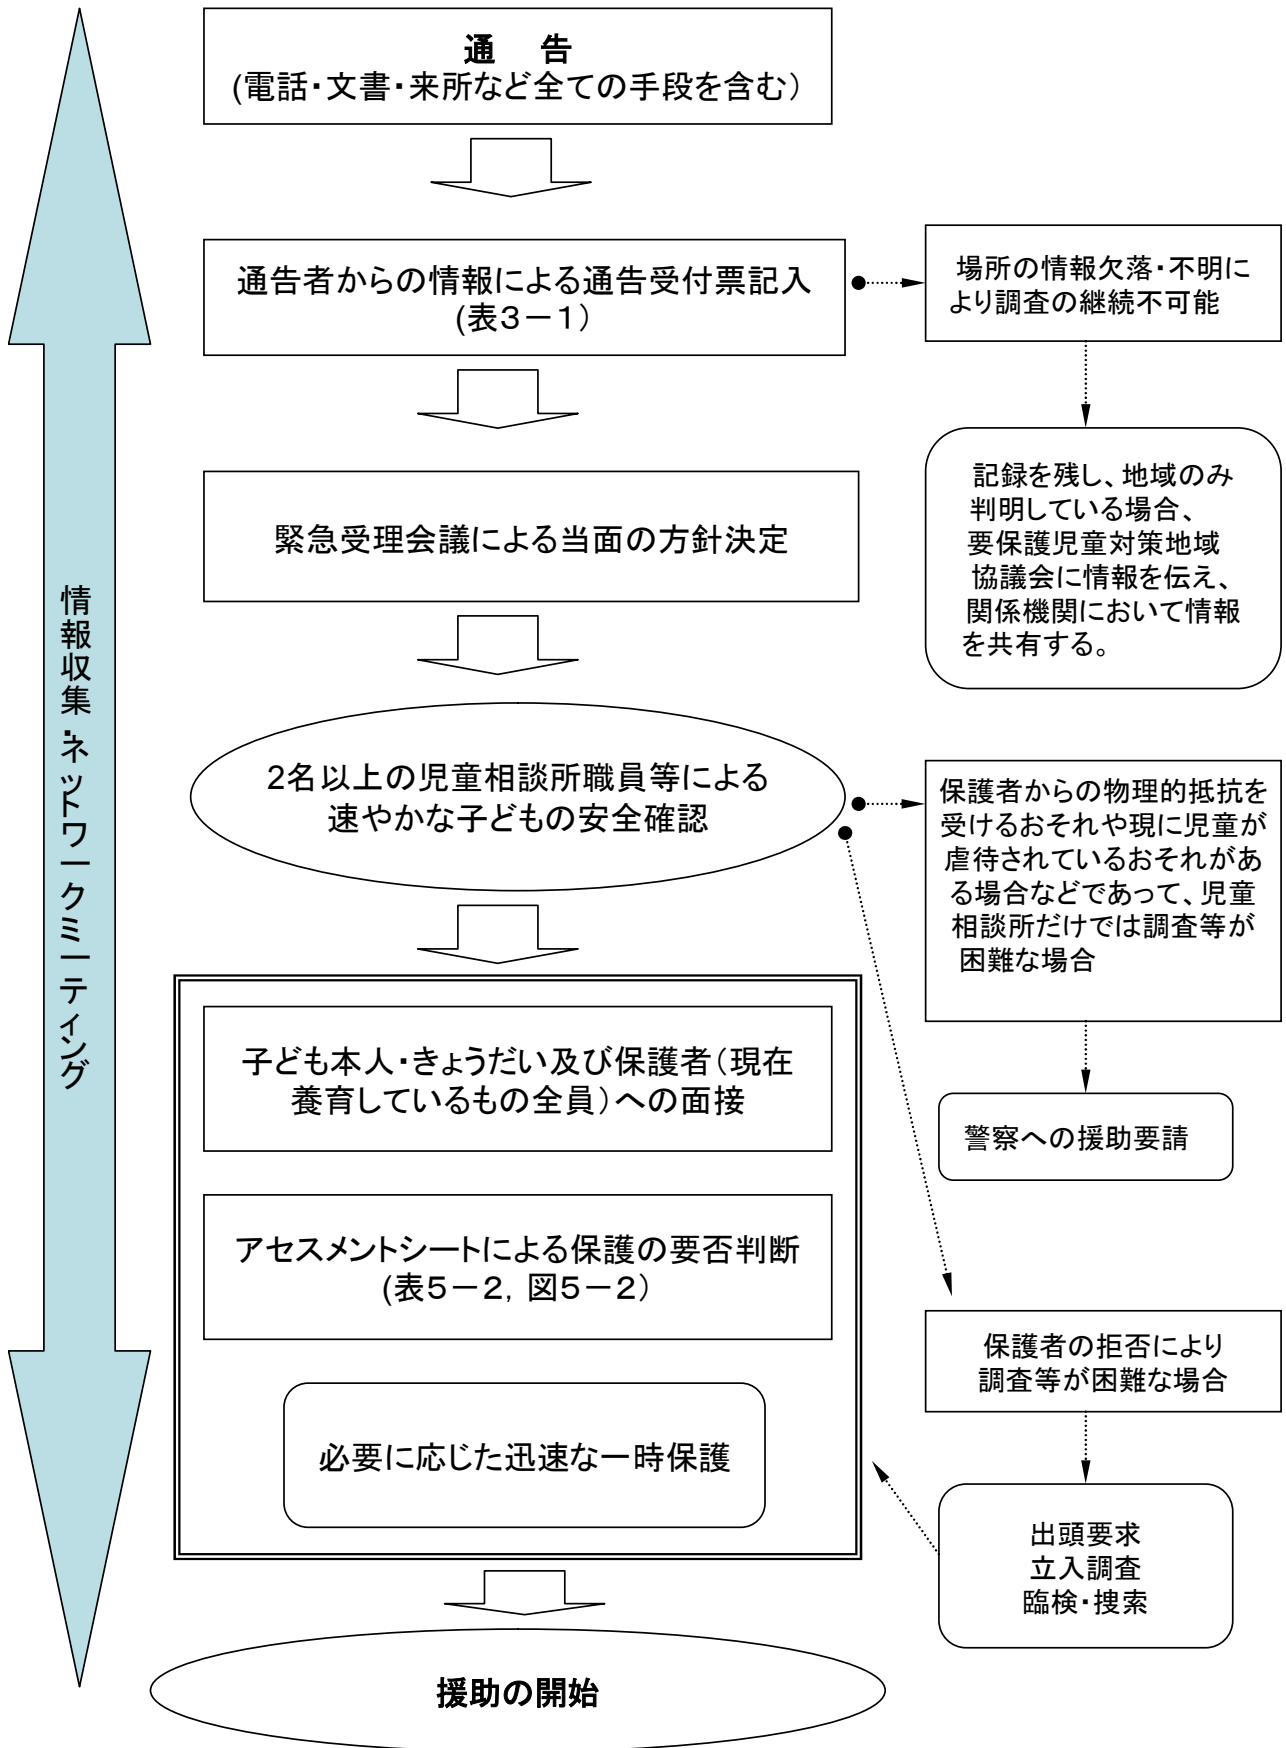 通　告
(電話・文書・来所など全ての手段を含む)
通告者からの情報による通告受付票記入
(表３－１)
場所の情報欠落・不明に
より調査の継続不可能
記録を残し、地域のみ
判明している場合、
要保護児童対策地域
協議会に情報を伝え、
関係機関において情報
を共有する。
緊急受理会議による当面の方針決定
情報収集・ネットワークミーティング
2名以上の児童相談所職員等による
速やかな子どもの安全確認
保護者からの物理的抵抗を
受けるおそれや現に児童が
虐待されているおそれがあ
る場合などであって、児童
相談所だけでは調査等が
困難な場合
警察への援助要請
子ども本人・きょうだい及び保護者(現在
養育しているもの全員)への面接
アセスメントシートによる保護の要否判断
(表５－２，図５－２)
必要に応じた迅速な一時保護
保護者の拒否により
調査等が困難な場合
出頭要求
立入調査
臨検・捜索
援助の開始